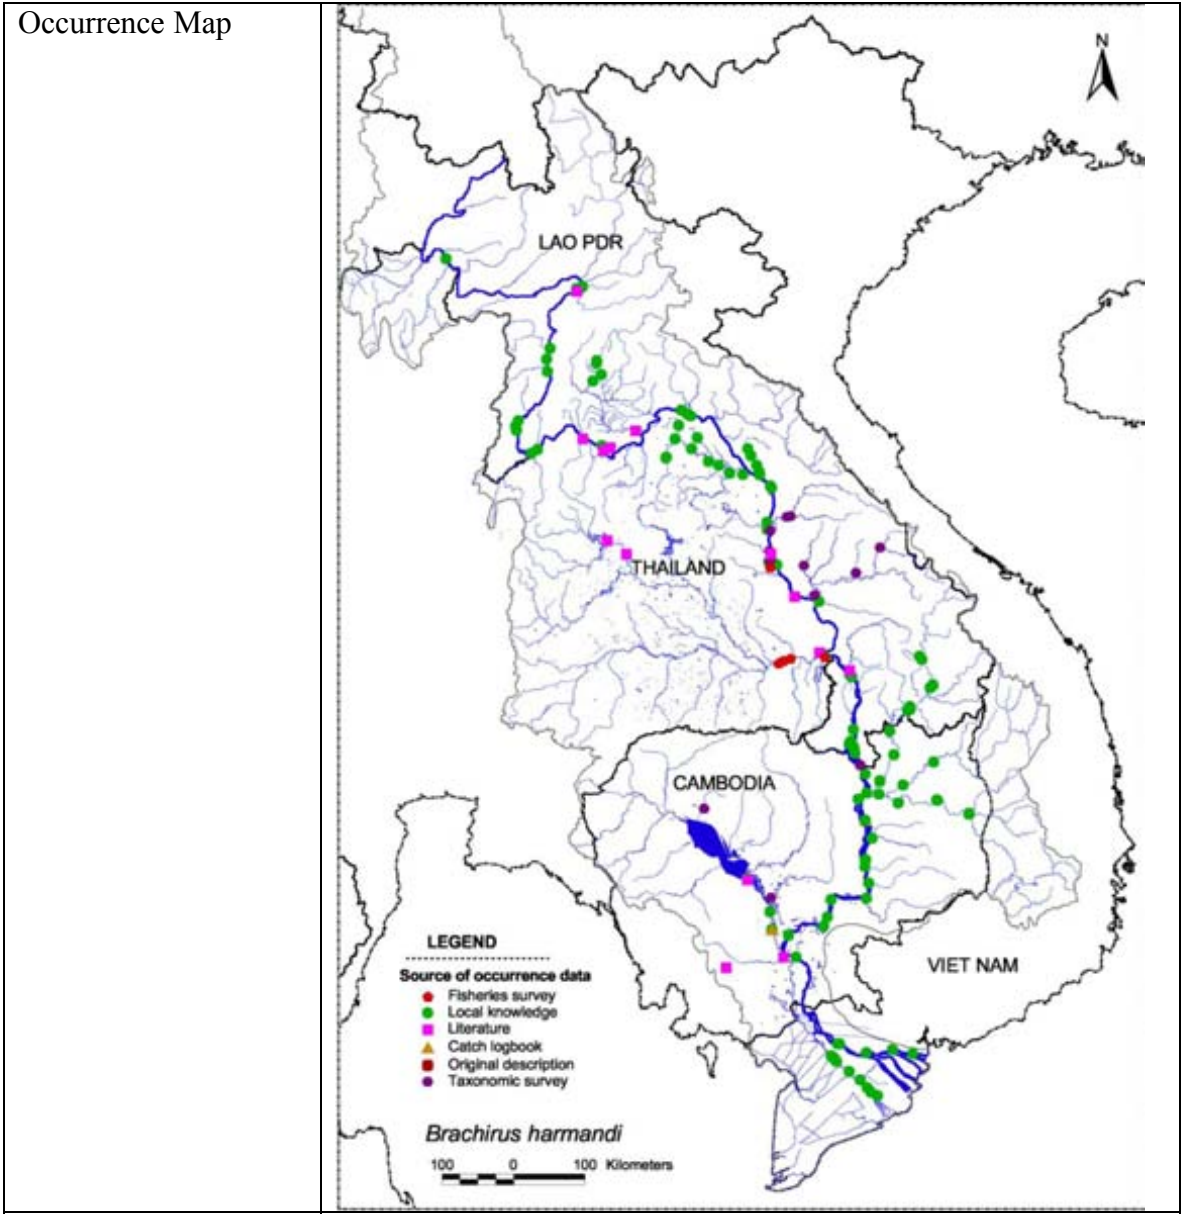 Occurrence Map
N
LAO PDR
THAILAND
CAMBODIA
VIET NAM
LEGEND
Source of occurrence data
Fisheries survey
Local knowledge
Literature
Catch logbook
Original description
Taxonomic survey
Brachirus harmandi
100 0 100 Kilometers